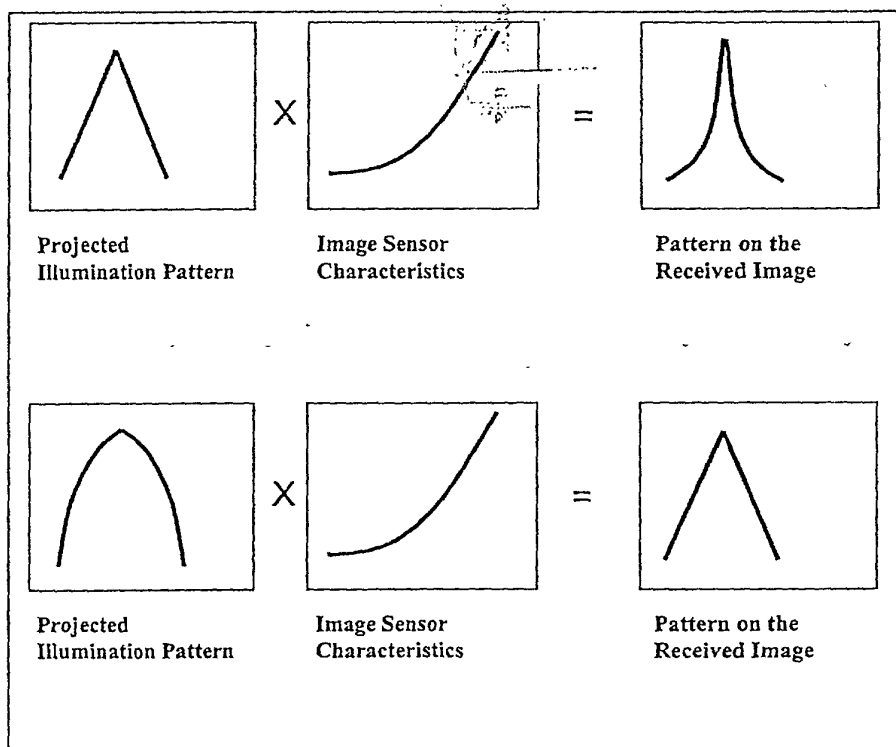 X
=
Projected
Illumination Pattern
Image Sensor
Characteristics
Pattern on the
Received Image
X
=
Projected
Illumination Pattern
Image Sensor
Characteristics
Pattern on the
Received Image